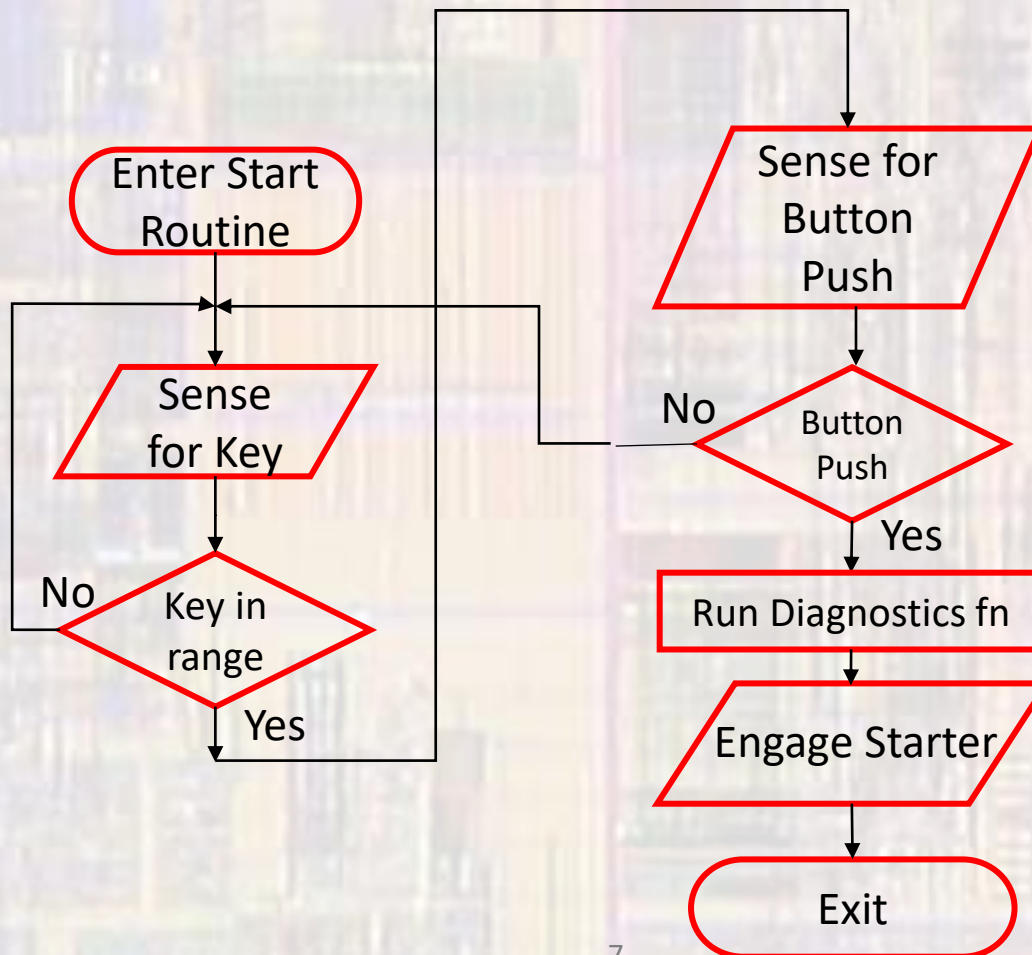 Enter Start
Routine
Sense
for Key
No
Key in
range
Yes
Sense for
Button
Push
No
Button
Push
Yes
Run Diagnostics fn
Engage Starter
Exit
7